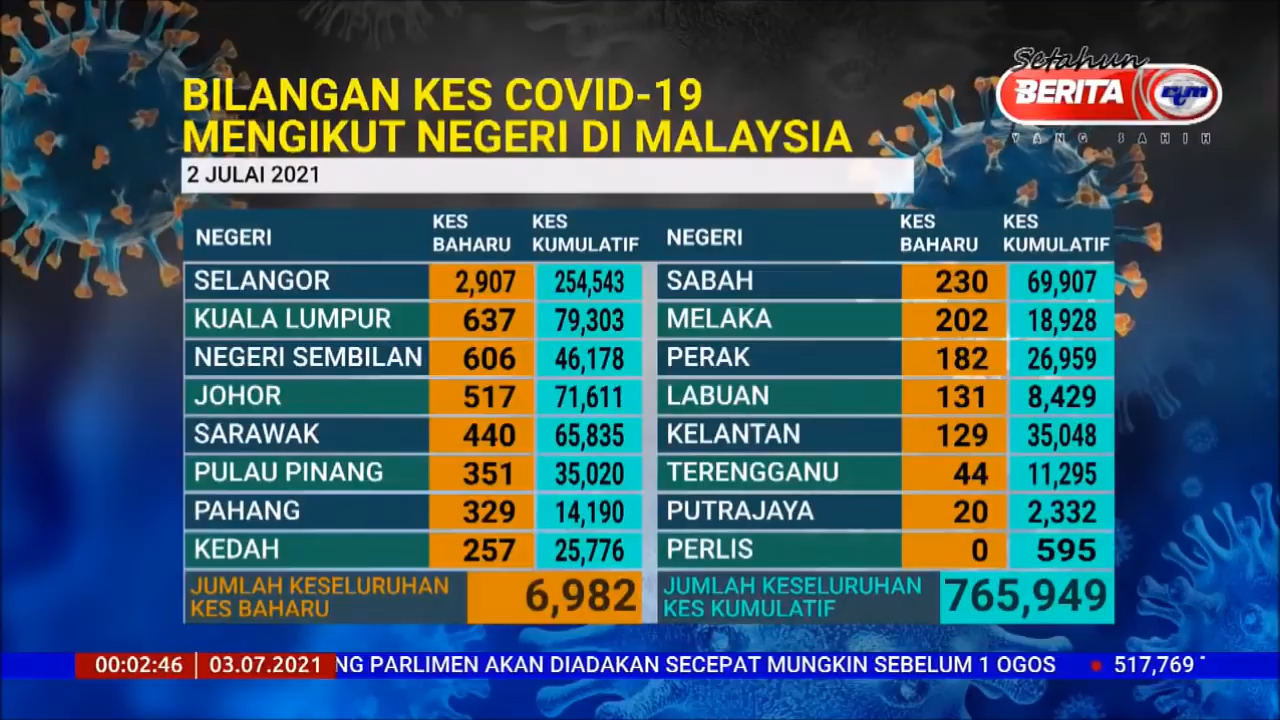 Setahun
BERITA rtm
YANG SAHIH
BILANGAN KES COVID-19
MENGIKUT NEGERI DI MALAYSIA
2 JULAI 2021
NEGERI KES BAHARU KES KUMULATIF NEGERI KES BAHARU KES KUMULATIF
SELANGOR 2,907 254,543 SABAH 230 69,907
KUALA LUMPUR 637 79,303 MELAKA 202 18,928
NEGERI SEMBILAN 606 46,178 PERAK 182 26,959
JOHOR 517 71,611 LABUAN 131 8,429
SARAWAK 440 65,835 KELANTAN 129 35,048
PULAU PINANG 351 35,020 TERENGGANU 44 11,295
PAHANG 329 14,190 PUTRAJAYA 20 2,332
KEDAH 257 25,776 PERLIS 0 595
JUMLAH KESELURUHAN KES BAHARU 6,982 JUMLAH KESELURUHAN KES KUMULATIF 765,949
00:02:46 03.07.2021 NG PARLIMEN AKAN DIADAKAN SECEPAT MUNGKIN SEBELUM 1 OGOS 517,769